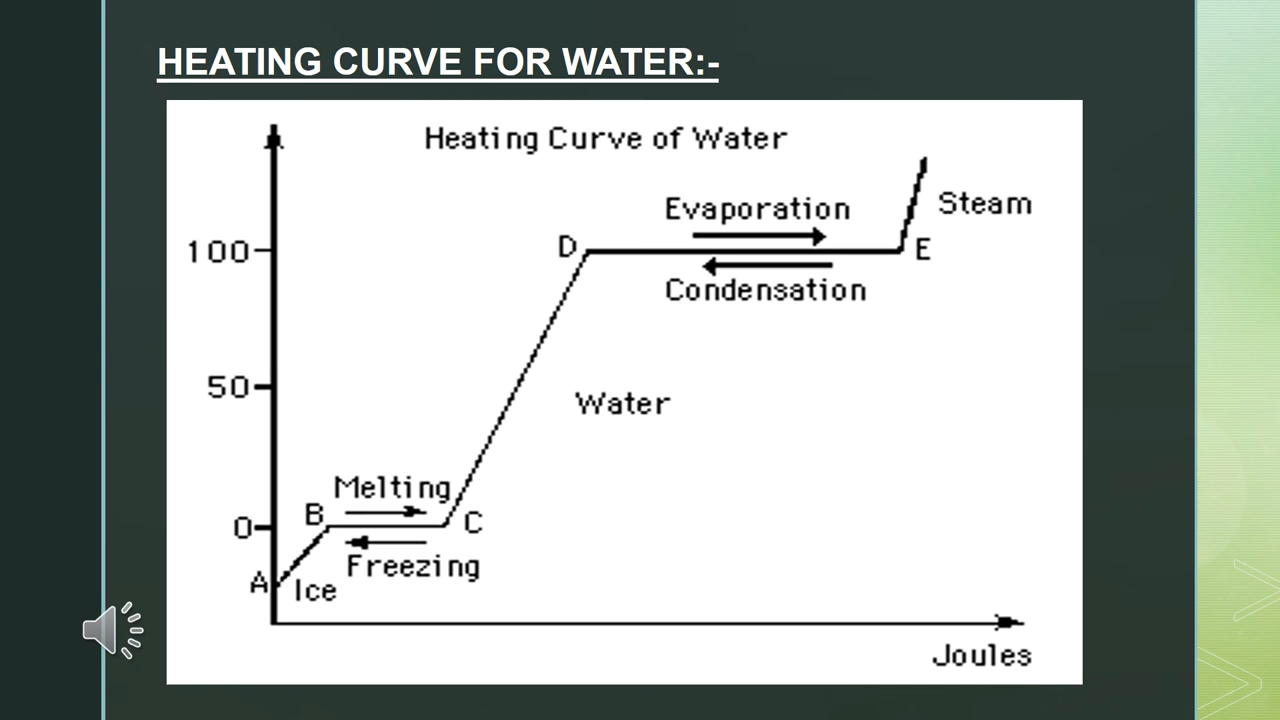 HEATING CURVE FOR WATER:-
Heating Curve of Water
Evaporation
Steam
100
D
E
Condensation
50
Water
Melting
B
0
C
Freezing
A
Ice
Joules